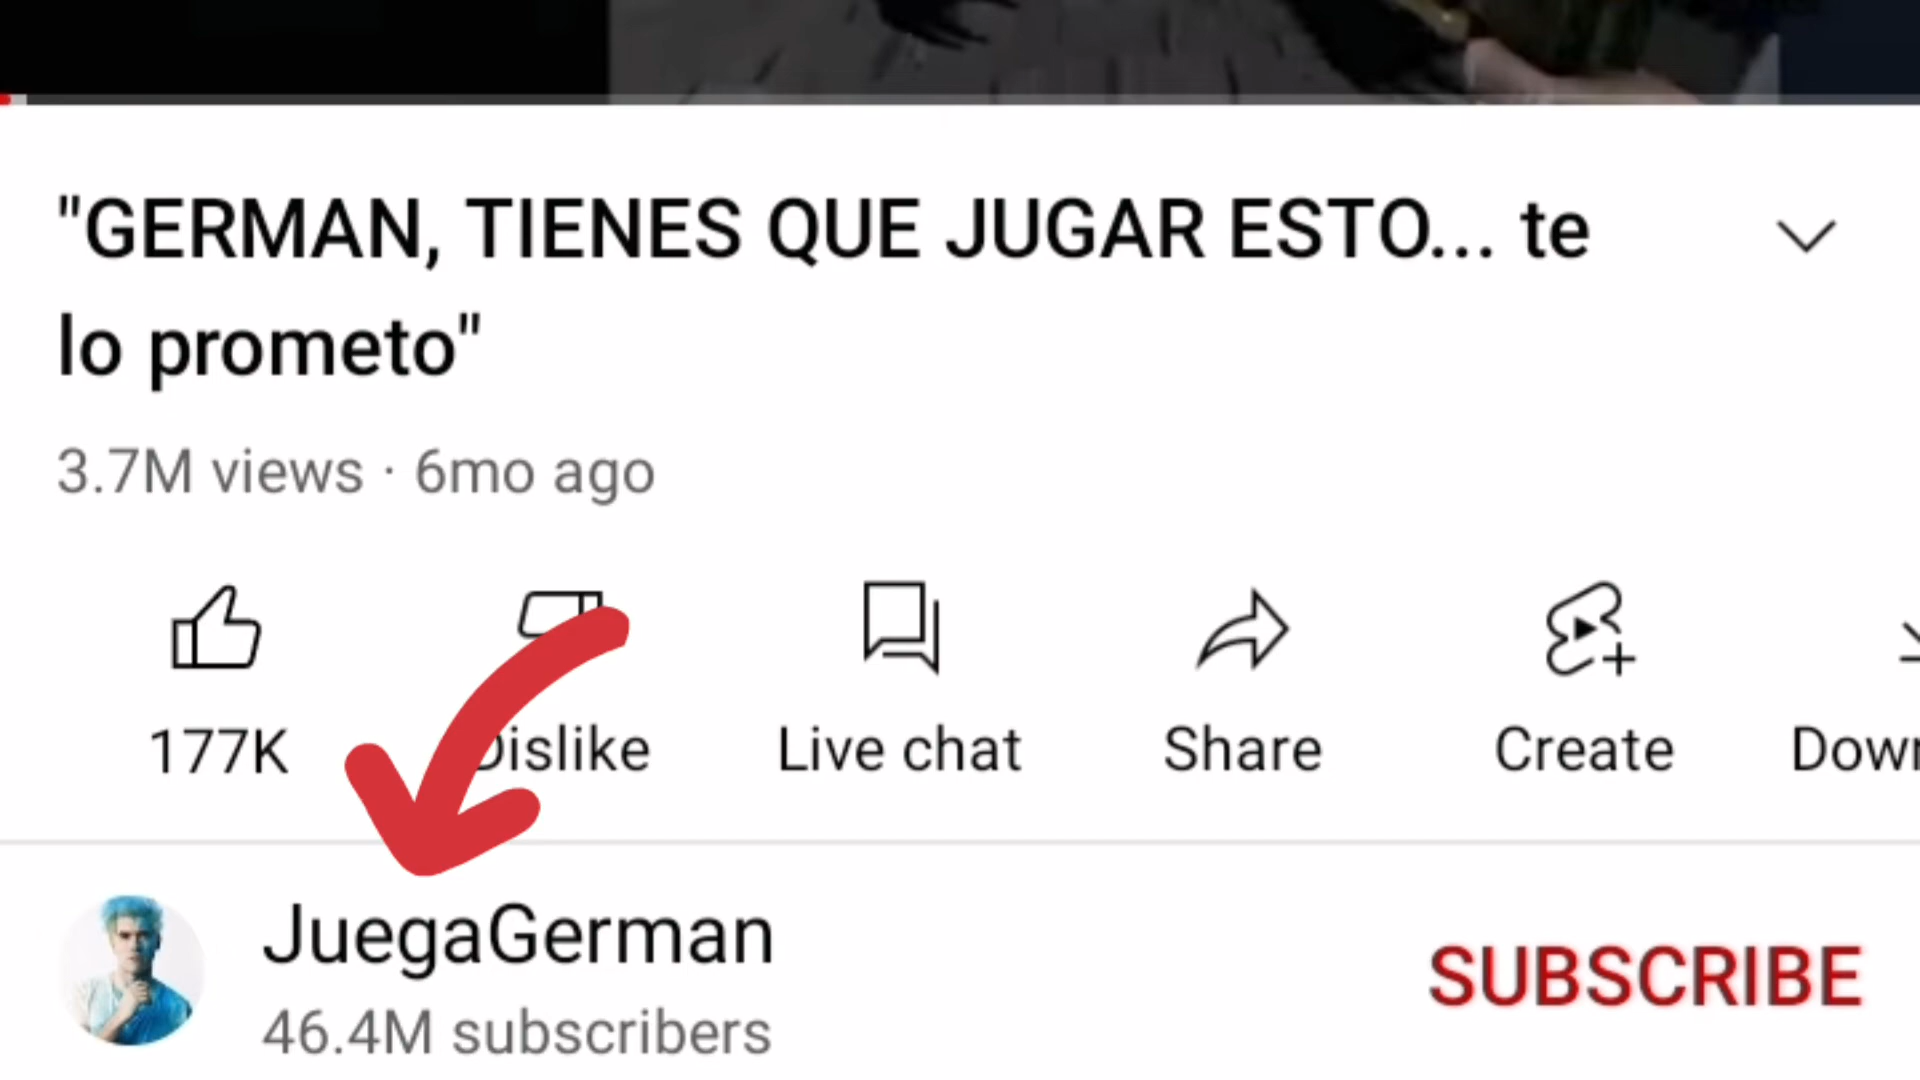 "GERMAN, TIENES QUE JUGAR ESTO... te
lo prometo"
3.7M views · 6mo ago
177K
Dislike
Live chat
Share
Create
JuegaGerman
46.4M subscribers
SUBSCRIBE